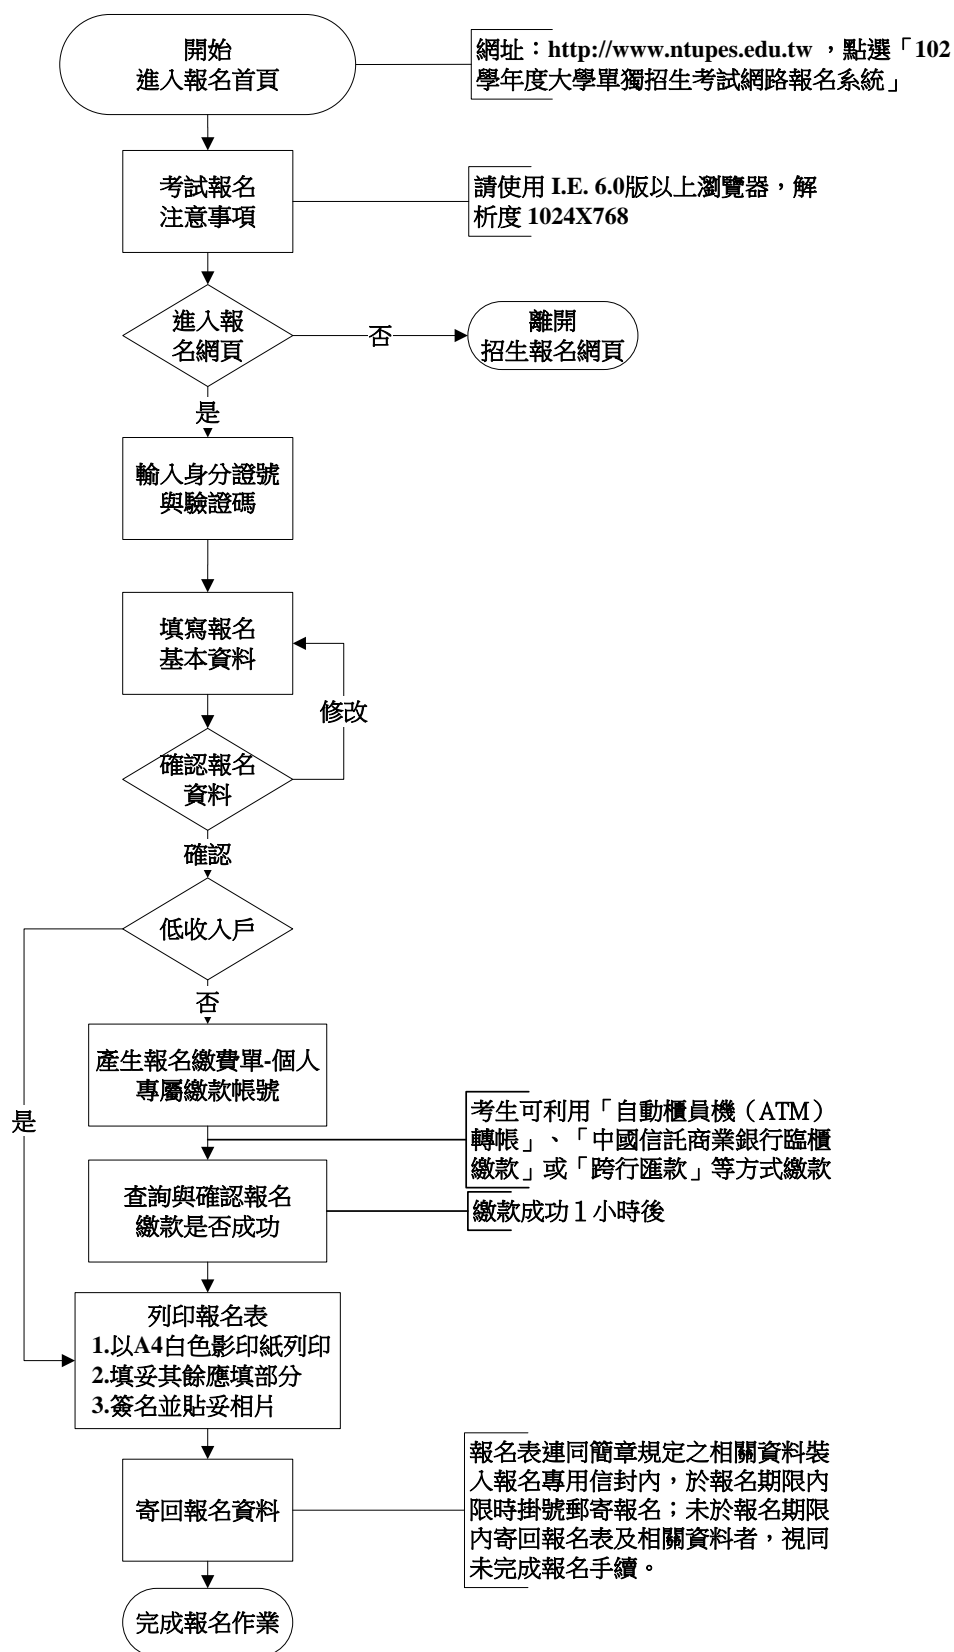 開始
進入報名首頁
網址：http://www.ntupes.edu.tw ，點選「102
學年度大學單獨招生考試網路報名系統」
考試報名
注意事項
請使用 I.E. 6.0版以上瀏覽器，解
析度 1024X768
進入報
名網頁
否
離開
招生報名網頁
是
輸入身分證號
與驗證碼
填寫報名
基本資料
修改
確認報名
資料
確認
低收入戶
否
產生報名繳費單-個人
專屬繳款帳號
是
考生可利用「自動櫃員機（ATM）
轉帳」、「中國信託商業銀行臨櫃
繳款」或「跨行匯款」等方式繳款
查詢與確認報名
繳款是否成功
繳款成功１小時後
列印報名表
1.以A4白色影印紙列印
2.填妥其餘應填部分
3.簽名並貼妥相片
寄回報名資料
報名表連同簡章規定之相關資料裝
入報名專用信封內，於報名期限內
限時掛號郵寄報名；未於報名期限
內寄回報名表及相關資料者，視同
未完成報名手續。
完成報名作業